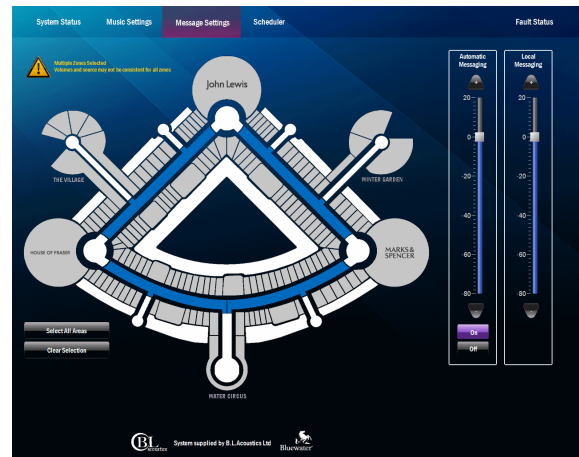 System Status
Music Settings
Message Settings
Scheduler
Fault Status
Multiple Zones Selected
Volumes and source may not be consistent for all zones
John Lewis
THE VILLAGE
WINTER GARDEN
HOUSE OF FRASER
MARKS &
SPENCER
WATER CIRCUS
Select All Areas
Clear Selection
Automatic
Messaging
+
20
0
-20
-40
-60
-80
-
On
Off
Local
Messaging
+
20
0
-20
-40
-60
-80
-
CBL
ACOUSTICS
System supplied by B.L.Acoustics Ltd
Bluewater